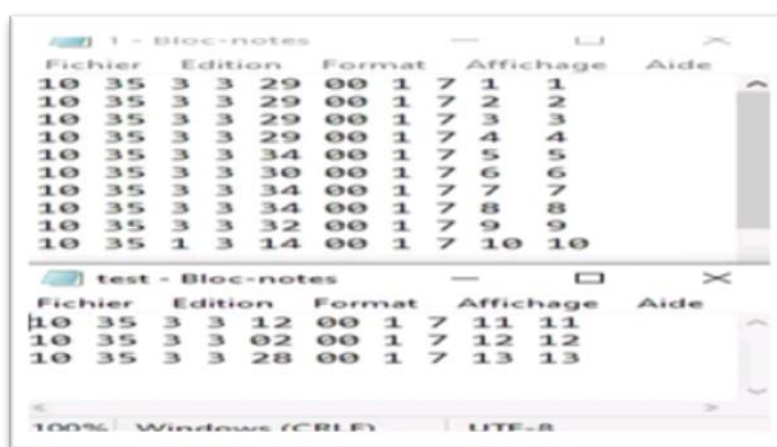 1 - Bloc-notes
Fichier Edition Format Affichage Aide
10 35 3 3 29 00 1 7 1 1
10 35 3 3 29 00 1 7 2 2
10 35 3 3 29 00 1 7 3 3
10 35 3 3 29 00 1 7 4 4
10 35 3 3 34 00 1 7 5 5
10 35 3 3 30 00 1 7 6 6
10 35 3 3 34 00 1 7 7 7
10 35 3 3 34 00 1 7 8 8
10 35 3 3 32 00 1 7 9 9
10 35 1 3 14 00 1 7 10 10
test - Bloc-notes
Fichier Edition Format Affichage Aide
10 35 3 3 12 00 1 7 11 11
10 35 3 3 02 00 1 7 12 12
10 35 3 3 28 00 1 7 13 13
100% Windows (CRLF) UTF-8